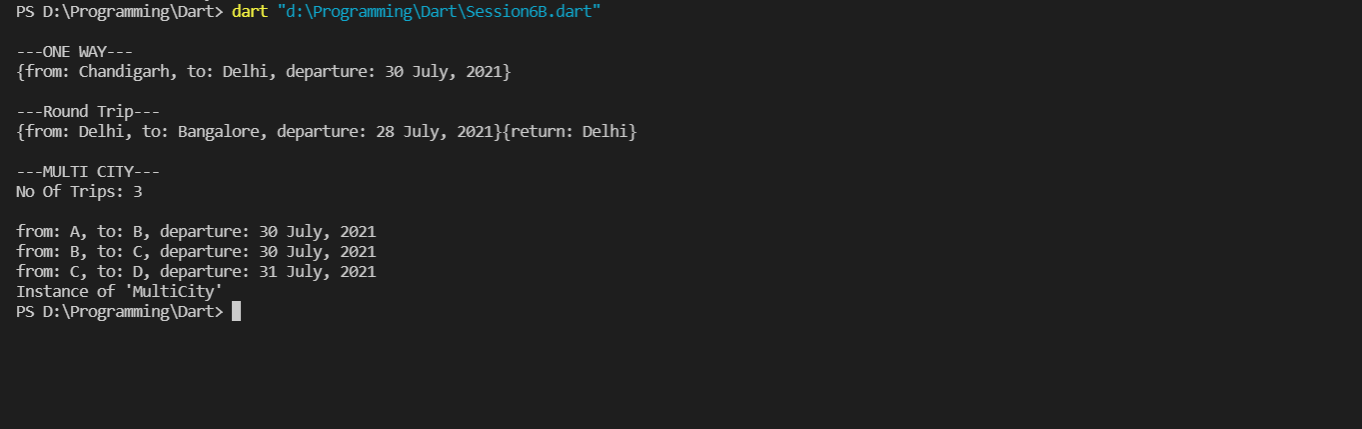 PS D:\Programming\Dart> dart "d:\Programming\Dart\Session6B.dart"
---ONE WAY---
{from: Chandigarh, to: Delhi, departure: 30 July, 2021}
---Round Trip---
{from: Delhi, to: Bangalore, departure: 28 July, 2021}{return: Delhi}
---MULTI CITY---
No Of Trips: 3
from: A, to: B, departure: 30 July, 2021
from: B, to: C, departure: 30 July, 2021
from: C, to: D, departure: 31 July, 2021
Instance of 'MultiCity'
PS D:\Programming\Dart>